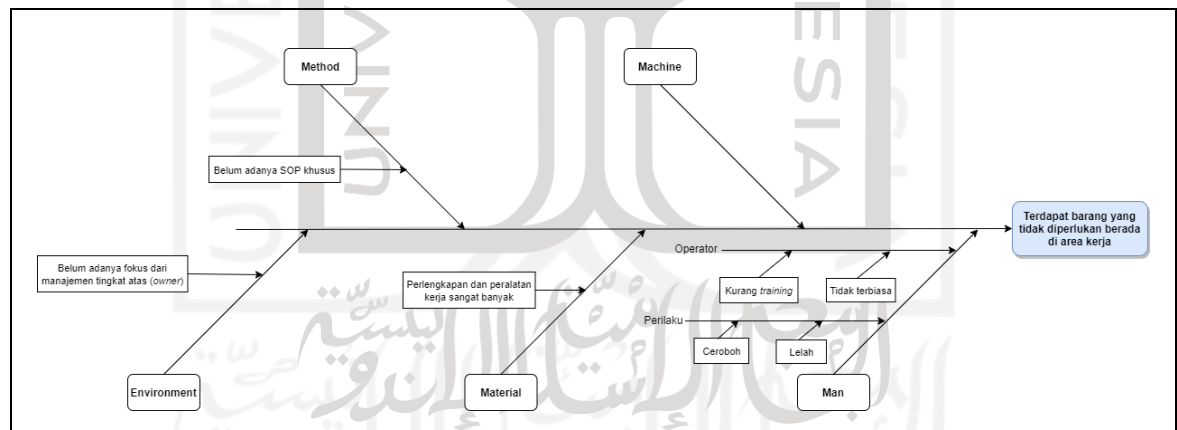 Method
Machine
Belum adanya SOP khusus
Terdapat barang yang
tidak diperlukan berada
di area kerja
Operator
Belum adanya fokus dari
manajemen tingkat atas (owner)
Perlengkapan dan peralatan
kerja sangat banyak
Kurang training
Tidak terbiasa
Perilaku
Ceroboh
Lelah
Environment
Material
Man